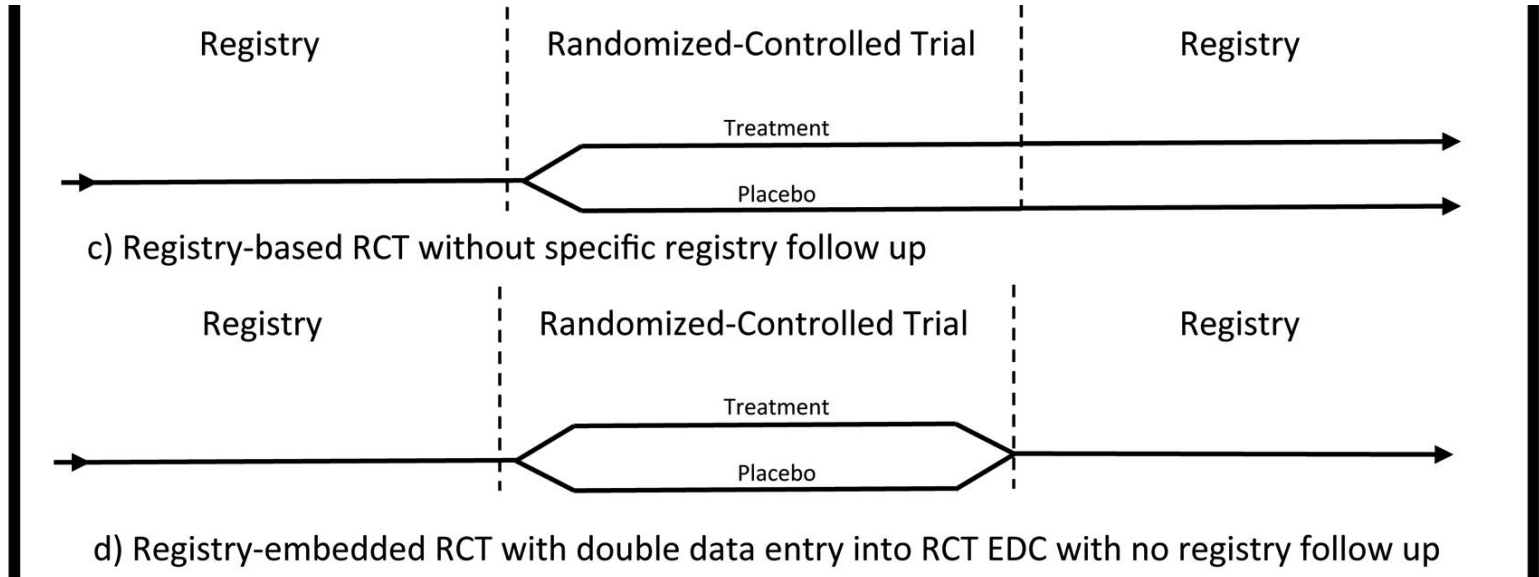 Registry Randomized-Controlled Trial Registry
Treatment
Placebo
c) Registry-based RCT without specific registry follow up
Registry Randomized-Controlled Trial Registry
Treatment
Placebo
d) Registry-embedded RCT with double data entry into RCT EDC with no registry follow up